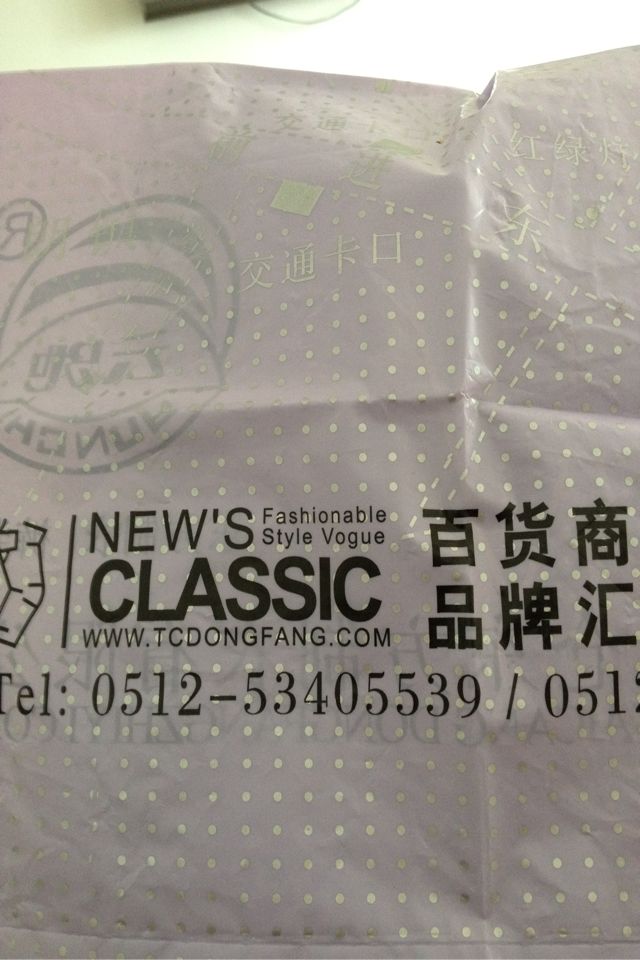 交通卡
前 进
红绿灯
东
交通卡口
®
NEW'S Fashionable
Style Vogue
CLASSIC
WWW.TCDONGFANG.COM
百货商
品牌汇
Tel: 0512-53405539 / 0512